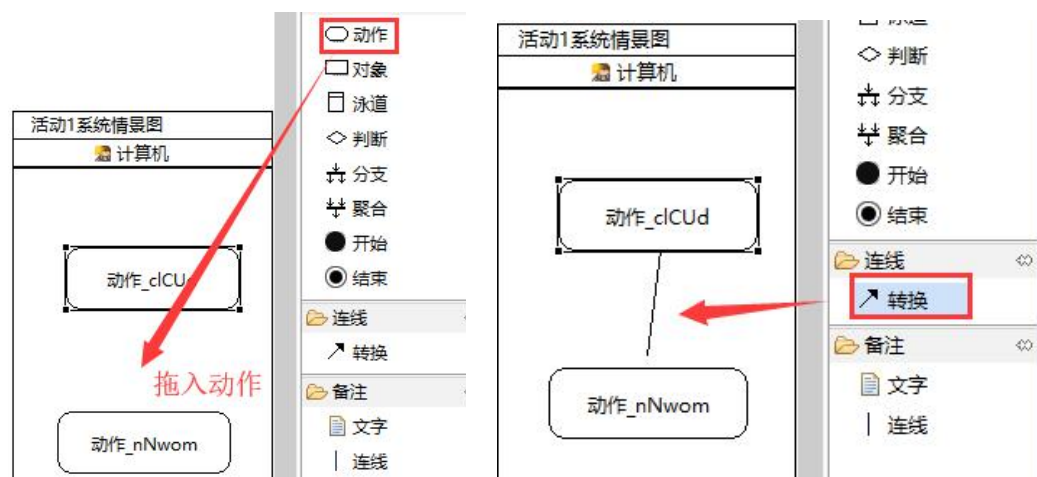 动作
对象
泳道
判断
分支
聚合
开始
结束
连线
转换
备注
文字
连线
活动1系统情景图
计算机
动作_clCU
拖入动作
动作_nNwom
活动1系统情景图
计算机
动作_clCUd
动作_nNwom
判断
分支
聚合
开始
结束
连线
转换
备注
文字
连线